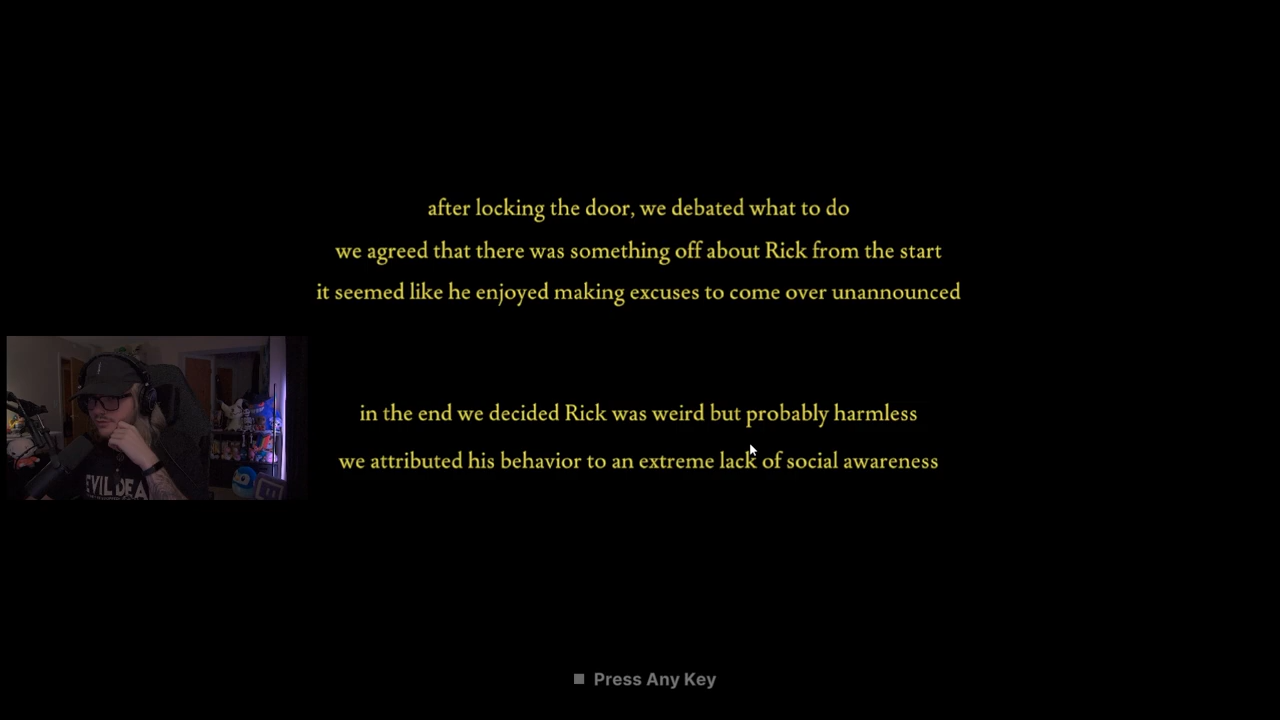 after locking the door, we debated what to do
we agreed that there was something off about Rick from the start
it seemed like he enjoyed making excuses to come over unannounced
in the end we decided Rick was weird but probably harmless
we attributed his behavior to an extreme lack of social awareness
EVIL DEA
Press Any Key